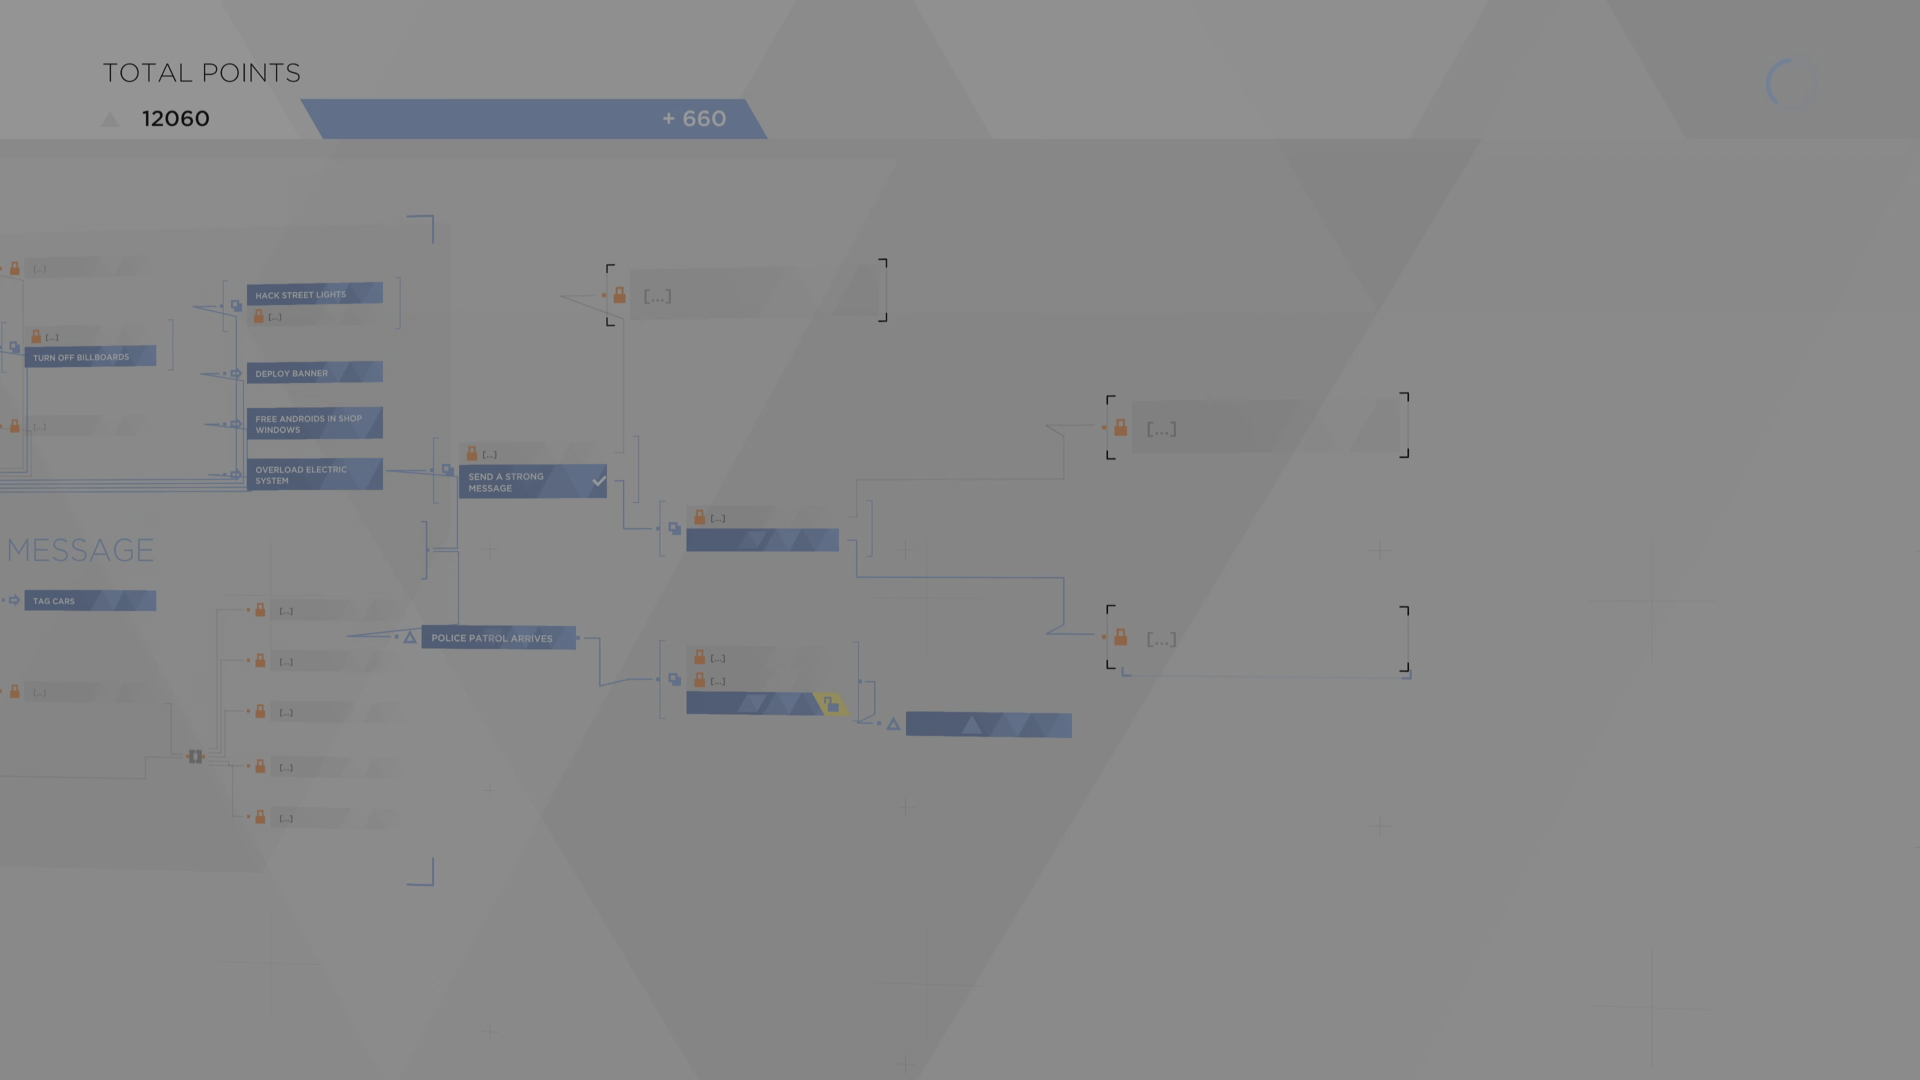 TOTAL POINTS
12060
+ 660
[...]
HACK STREET LIGHTS
[...]
[...]
[...]
TURN OFF BILLBOARDS
DEPLOY BANNER
FREE ANDROIDS IN SHOP
WINDOWS
[...]
[...]
OVERLOAD ELECTRIC
SYSTEM
[...]
SEND A STRONG
MESSAGE
[...]
MESSAGE
TAG CARS
[...]
POLICE PATROL ARRIVES
[...]
[...]
[...]
[...]
[...]
[...]
[...]
[...]